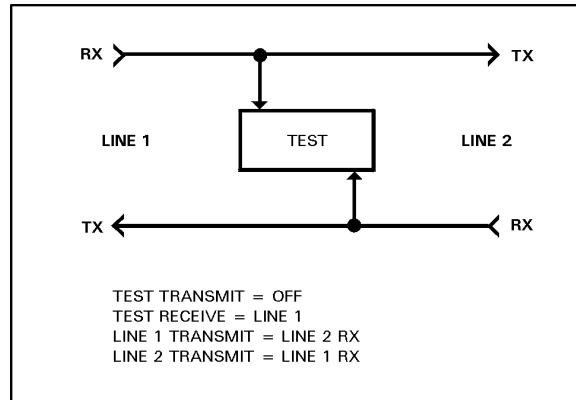 RX TX
LINE 1 TEST LINE 2
TX RX
TEST TRANSMIT = OFF
TEST RECEIVE = LINE 1
LINE 1 TRANSMIT = LINE 2 RX
LINE 2 TRANSMIT = LINE 1 RX